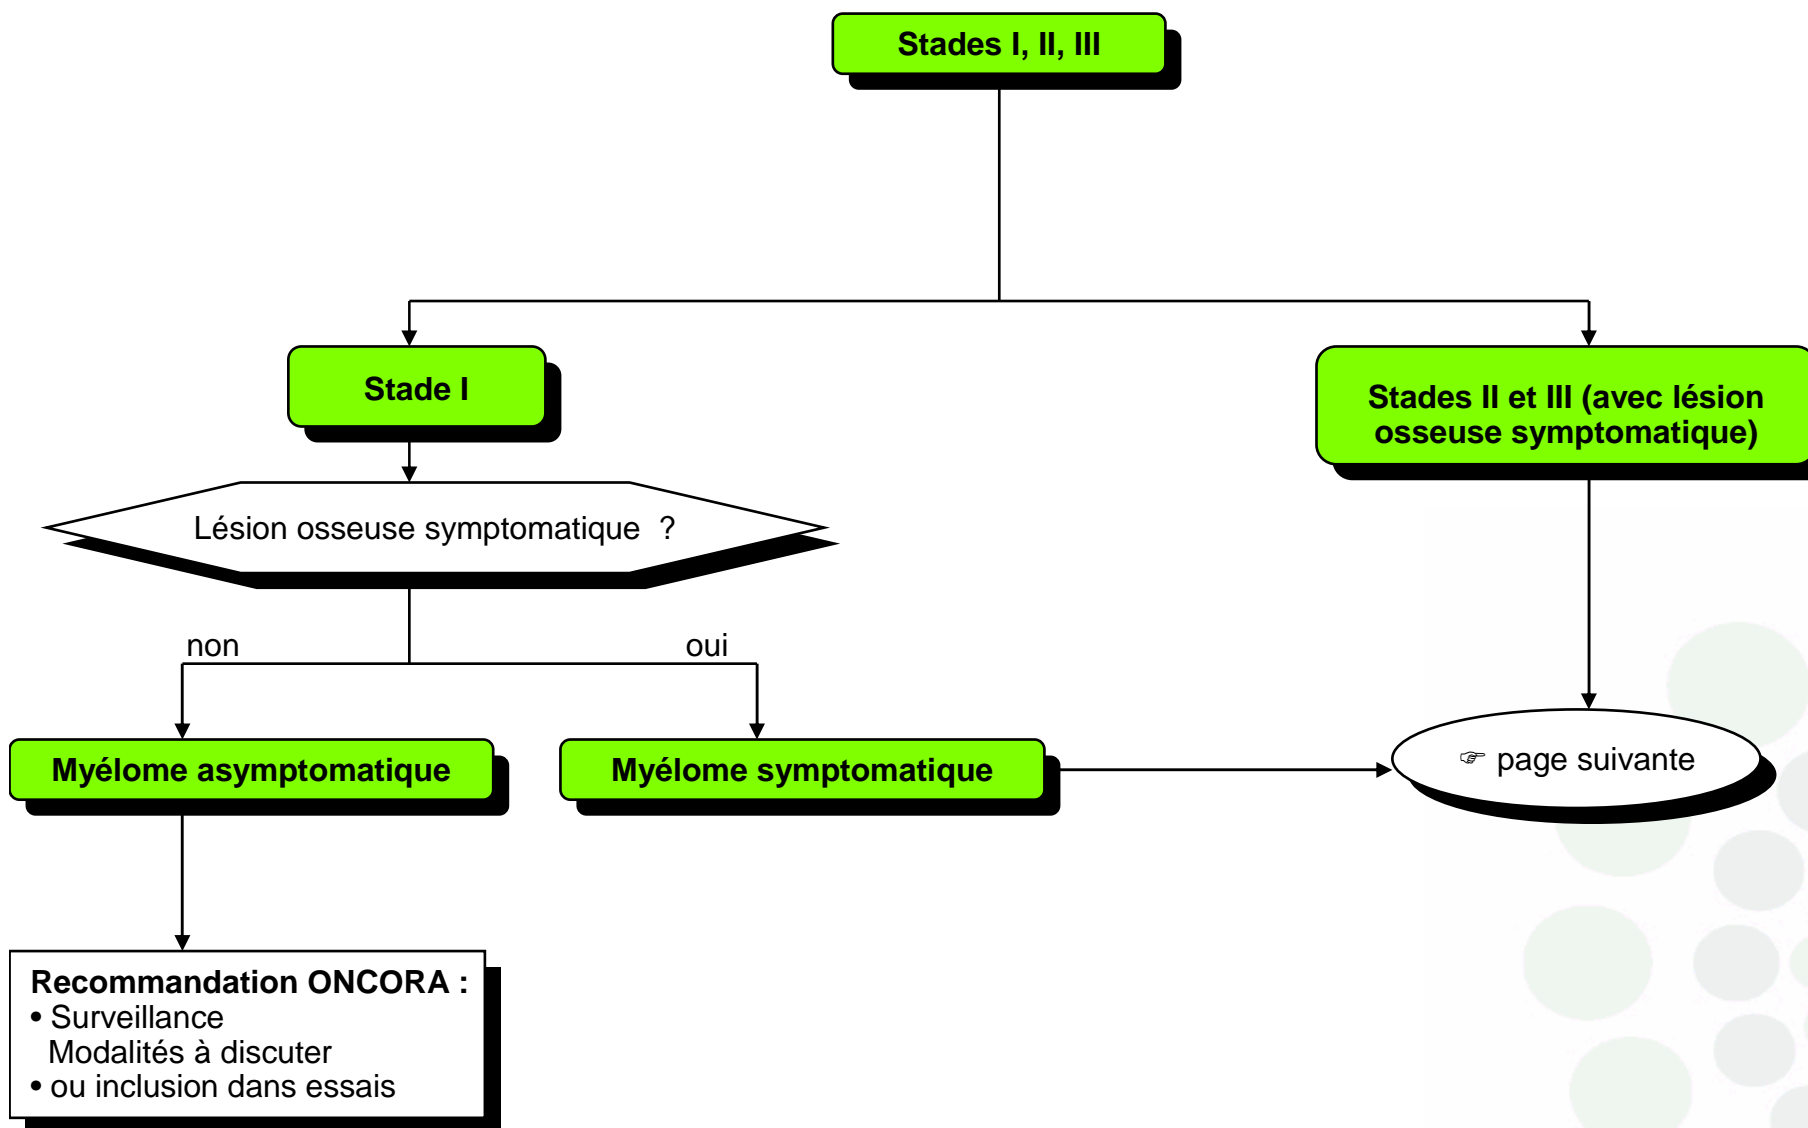 Stades I, II, III
Stade I
Stades II et III (avec lésion
osseuse symptomatique)
Lésion osseuse symptomatique ?
non
oui
Myélome asymptomatique
Myélome symptomatique
☞ page suivante
Recommandation ONCORA :
• Surveillance
Modalités à discuter
• ou inclusion dans essais